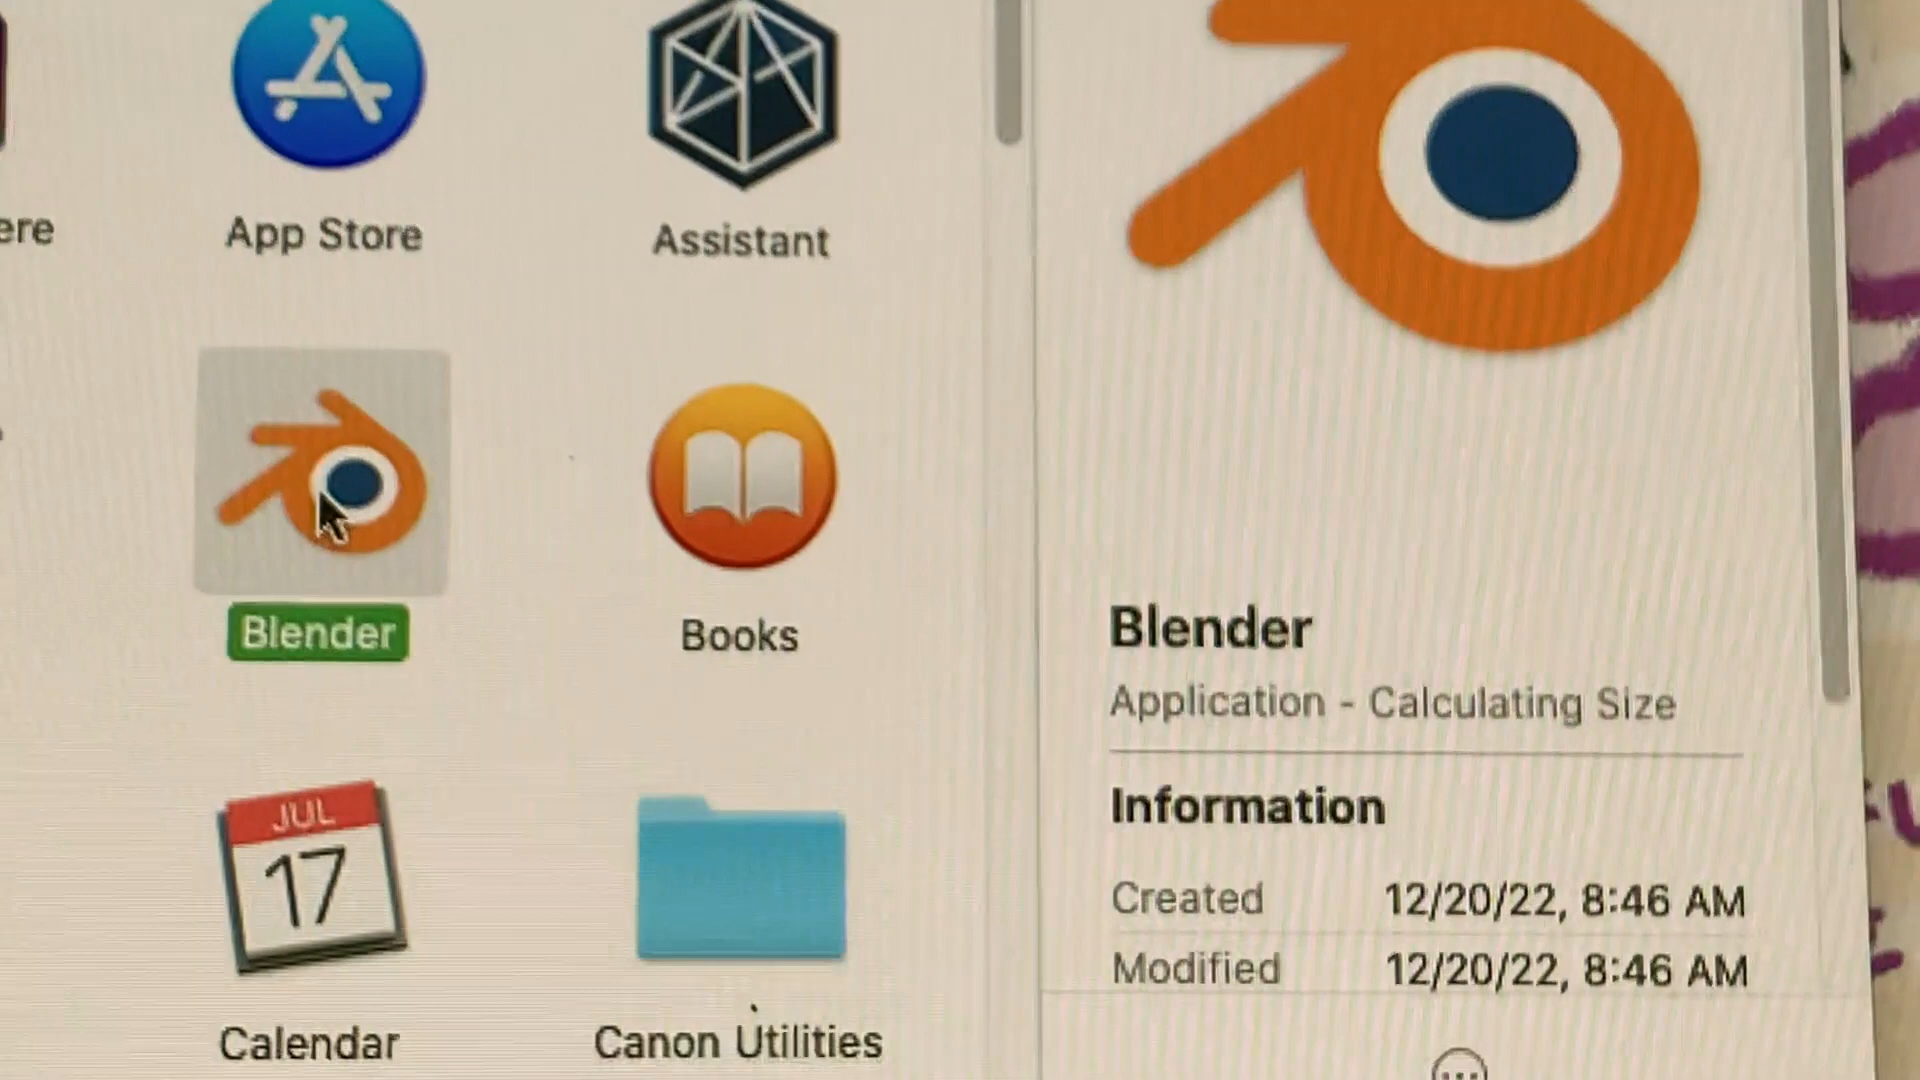 ere
App Store
Assistant
Blender
Books
JUL
17
Calendar
Canon Utilities
Blender
Application - Calculating Size
Information
Created 12/20/22, 8:46 AM
Modified 12/20/22, 8:46 AM